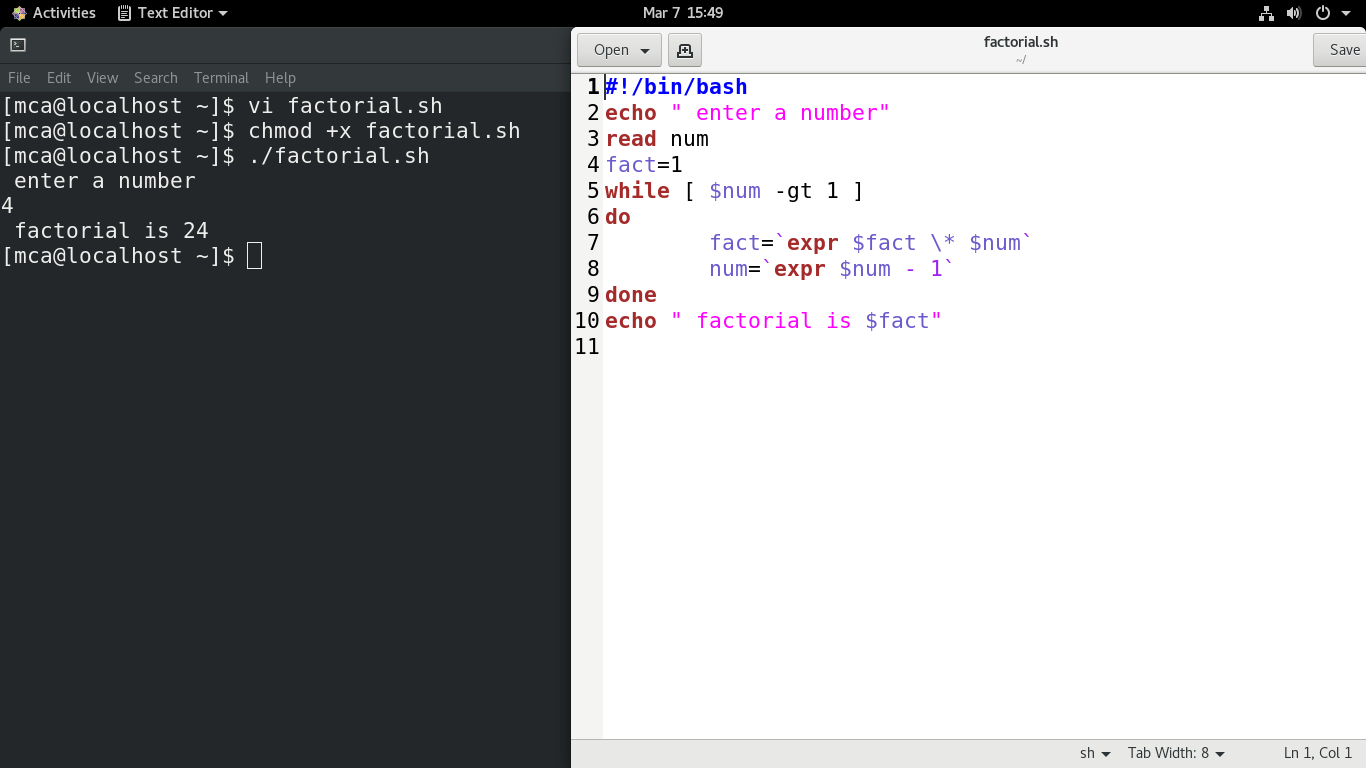 Activities Text Editor Mar 7 15:49
File Edit View Search Terminal Help
[mca@localhost ~]$ vi factorial.sh
[mca@localhost ~]$ chmod +x factorial.sh
[mca@localhost ~]$ ./factorial.sh
 enter a number
4
 factorial is 24
[mca@localhost ~]$
Open factorial.sh Save
~/
1 #!/bin/bash
2 echo " enter a number"
3 read num
4 fact=1
5 while [ $num -gt 1 ]
6 do
7         fact=`expr $fact \* $num`
8         num=`expr $num - 1`
9 done
10 echo " factorial is $fact"
11
sh Tab Width: 8 Ln 1, Col 1